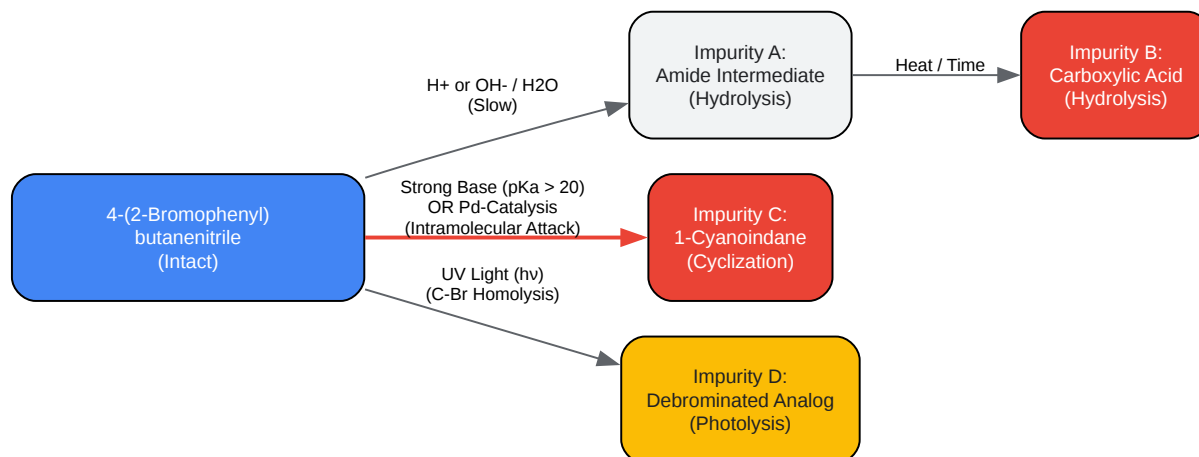 4-(2-Bromophenyl)
butanenitrile
(Intact)
H+ or OH- / H2O
(Slow)
Impurity A:
Amide Intermediate
(Hydrolysis)
Heat / Time
Impurity B:
Carboxylic Acid
(Hydrolysis)
Strong Base (pKa > 20)
OR Pd-Catalysis
(Intramolecular Attack)
Impurity C:
1-Cyanoindane
(Cyclization)
UV Light (hν)
(C-Br Homolysis)
Impurity D:
Debrominated Analog
(Photolysis)